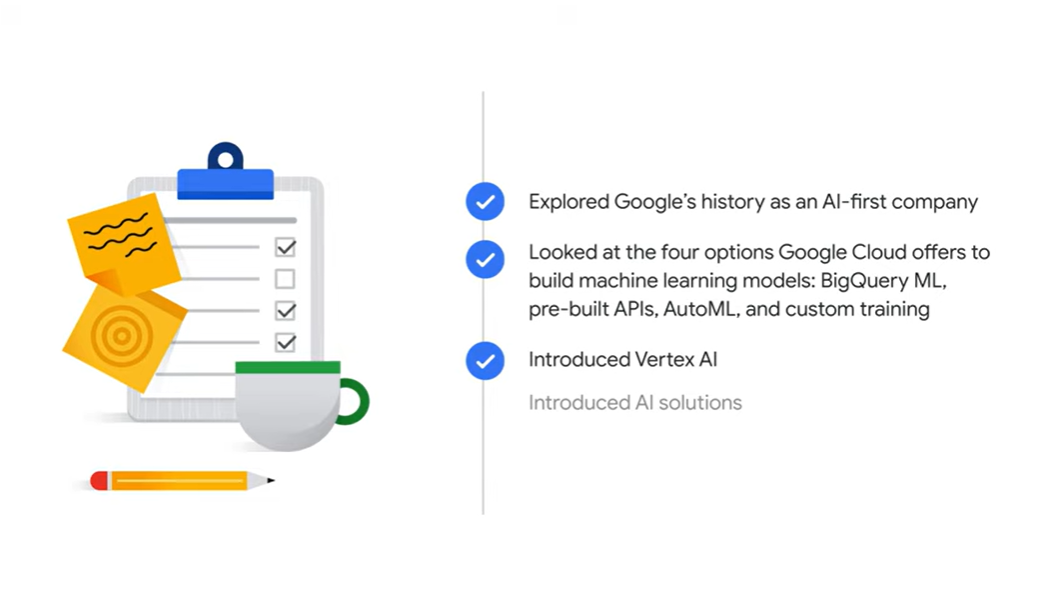 Explored Google's history as an AI-first company
Looked at the four options Google Cloud offers to
build machine learning models: BigQuery ML,
pre-built APIs, AutoML, and custom training
Introduced Vertex AI
Introduced AI solutions